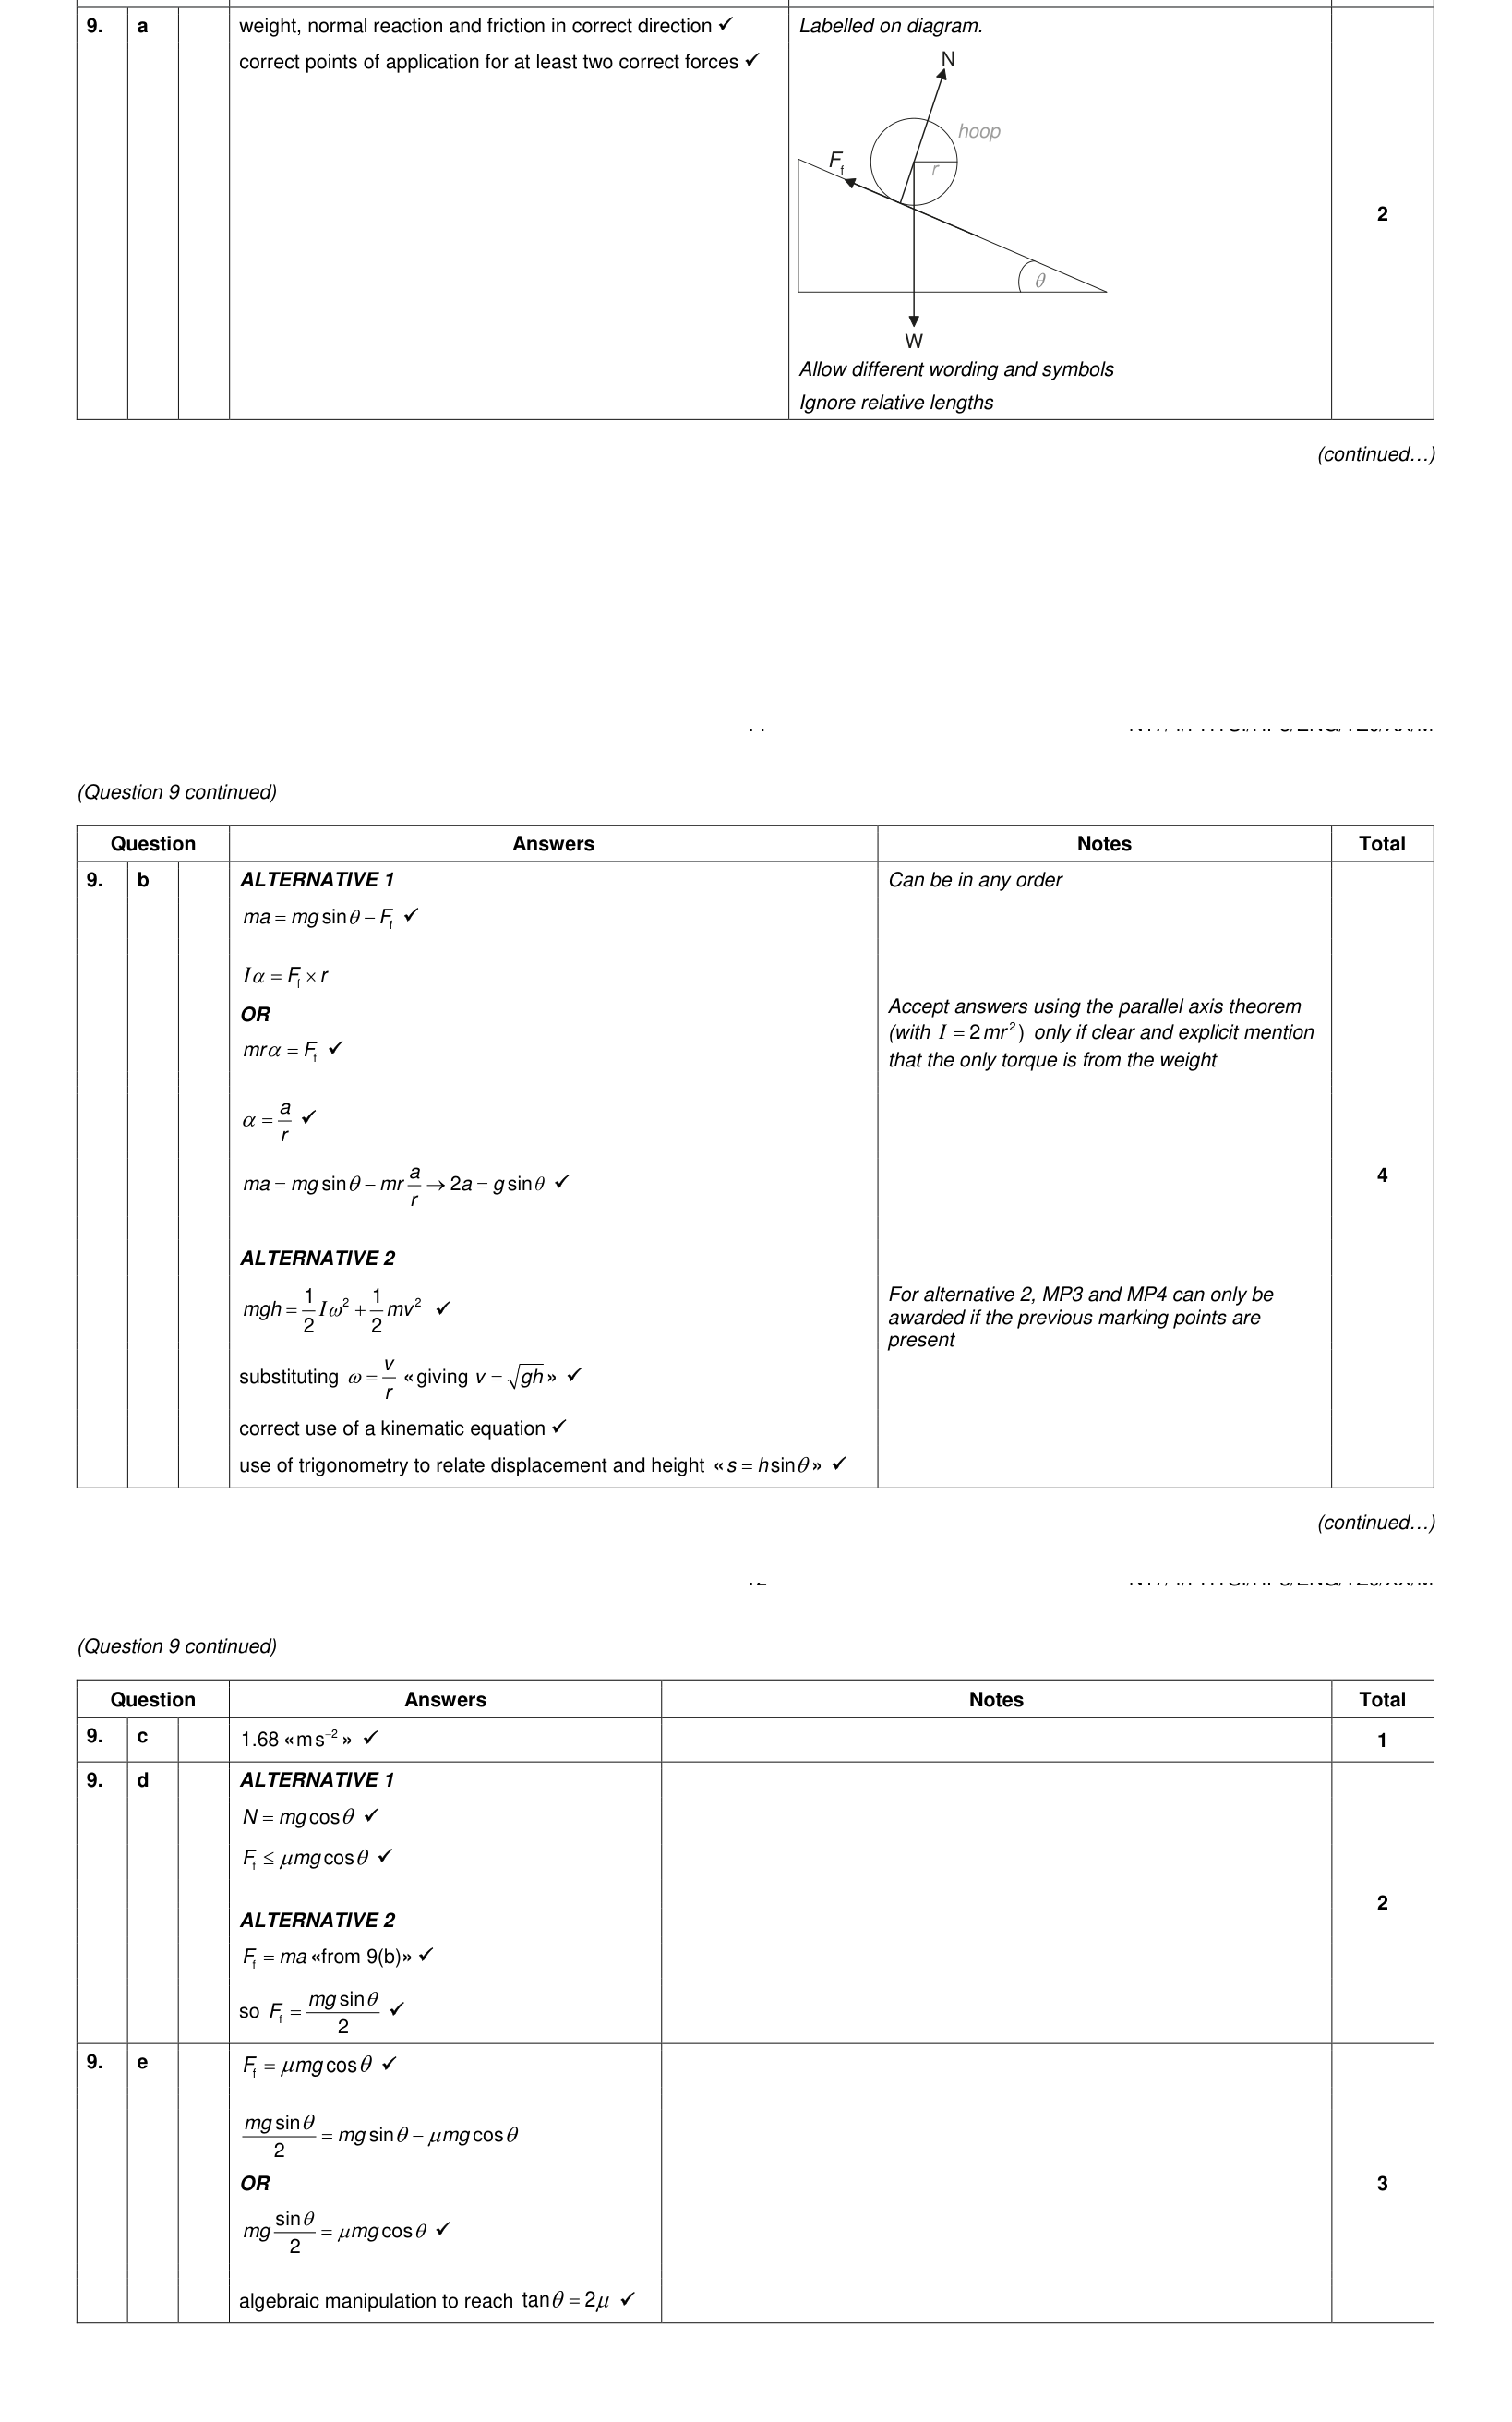 9. a weight, normal reaction and friction in correct direction ✓ Labelled on diagram.
correct points of application for at least two correct forces ✓
N
hoop
F_f
r
2
θ
W
Allow different wording and symbols
Ignore relative lengths
(continued…)
(Question 9 continued)
Question Answers Notes Total
9. b ALTERNATIVE 1 Can be in any order
ma = mg sinθ − F_f ✓
Iα = F_f × r
OR
mrα = F_f ✓
Accept answers using the parallel axis theorem
(with I = 2mr²) only if clear and explicit mention
that the only torque is from the weight
α = a/r ✓
ma = mg sinθ − mr a/r → 2a = g sinθ ✓
4
ALTERNATIVE 2
mgh = 1/2 Iω² + 1/2 mv² ✓
For alternative 2, MP3 and MP4 can only be
awarded if the previous marking points are
present
substituting ω = v/r «giving v = √gh» ✓
correct use of a kinematic equation ✓
use of trigonometry to relate displacement and height «s = h sinθ» ✓
(continued…)
(Question 9 continued)
Question Answers Notes Total
9. c 1.68 «m s⁻²» ✓ 1
9. d ALTERNATIVE 1
N = mg cosθ ✓
F_f ≤ μmg cosθ ✓
2
ALTERNATIVE 2
F_f = ma «from 9(b)» ✓
so F_f = mg sinθ/2 ✓
9. e F_f = μmg cosθ ✓
mg sinθ/2 = mg sinθ − μmg cosθ
OR
3
mg sinθ/2 = μmg cosθ ✓
algebraic manipulation to reach tanθ = 2μ ✓